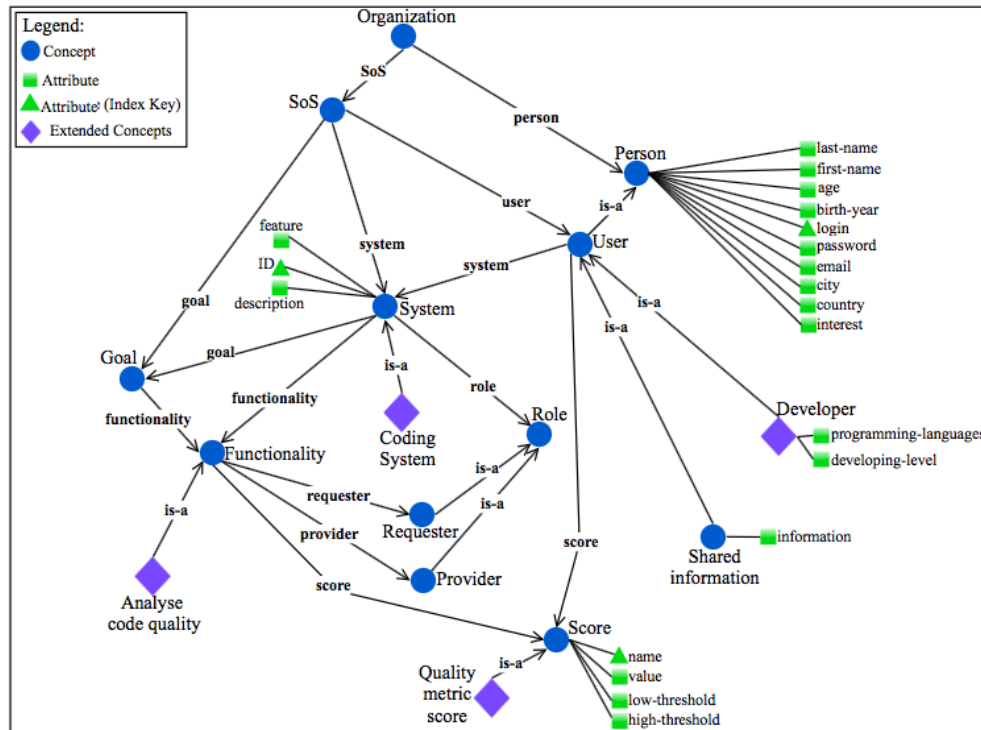 Legend:
Concept
Attribute
Attribute: (Index Key)
Extended Concepts
Organization
SoS
SoS
person
Person
last-name
first-name
age
birth-year
login
password
email
city
country
interest
user
is-a
User
feature
ID
description
system
system
System
goal
goal
Goal
is-a
is-a
functionality
functionality
role
Role
Coding
System
Developer
programming-languages
developing-level
Functionality
is-a
is-a
requester
Requester
provider
Provider
is-a
score
score
Shared
information
information
Analyse
code quality
Score
name
value
low-threshold
high-threshold
is-a
Quality
metric
score